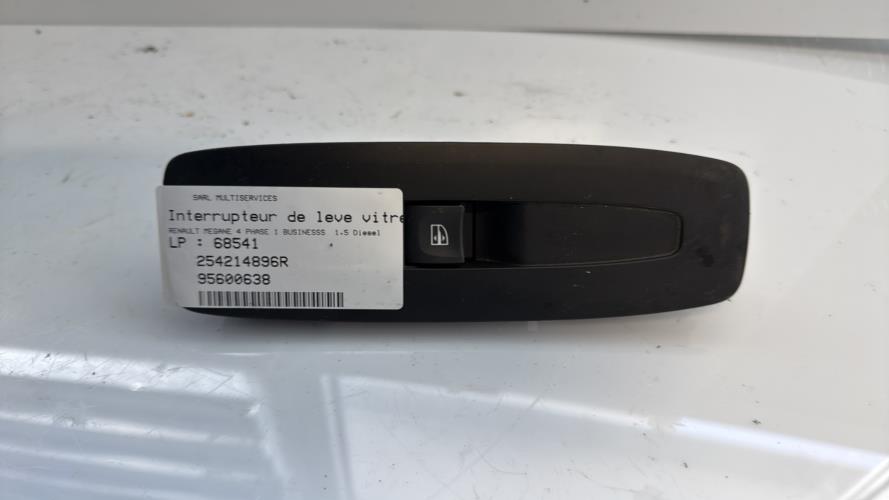 SARL MULTISERVICES
Interrupteur de leve vitre
RENAULT MEGANE 4 PHASE 1 BUSINESSS 1.5 Diesel
LP : 68541
254214896R
95600638